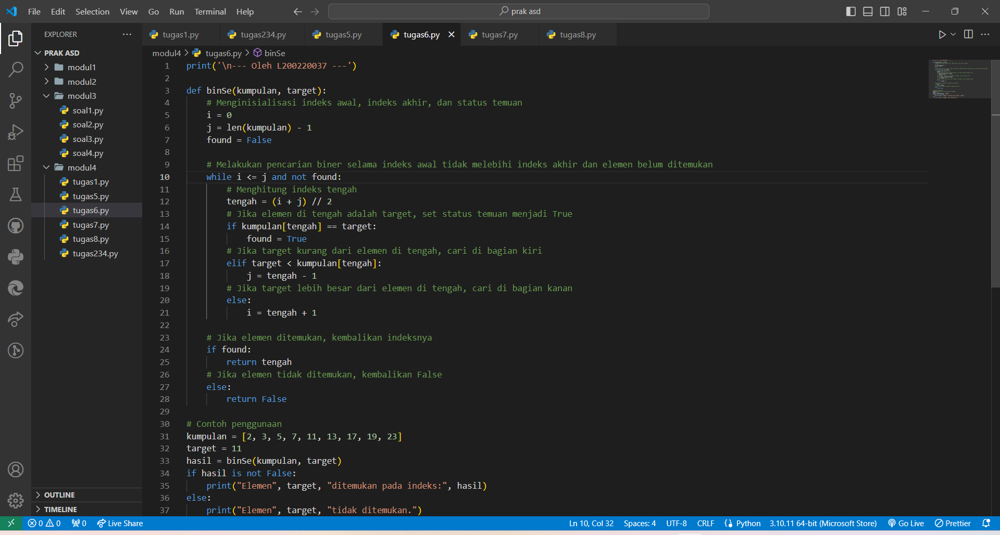 File Edit Selection View Go Run Terminal Help
prak asd
EXPLORER
PRAK ASD
modul1
modul2
modul3
soal1.py
soal2.py
soal3.py
soal4.py
modul4
tugas1.py
tugas5.py
tugas6.py
tugas7.py
tugas8.py
tugas234.py
OUTLINE
TIMELINE
tugas1.py tugas234.py tugas5.py tugas6.py tugas7.py tugas8.py
modul4 > tugas6.py > binSe
1 print('\n--- Oleh L200220037 ---')
2
3 def binSe(kumpulan, target):
4     # Menginisialisasi indeks awal, indeks akhir, dan status temuan
5     i = 0
6     j = len(kumpulan) - 1
7     found = False
8
9     # Melakukan pencarian biner selama indeks awal tidak melebihi indeks akhir dan elemen belum ditemukan
10     while i <= j and not found:
11         # Menghitung indeks tengah
12         tengah = (i + j) // 2
13         # Jika elemen di tengah adalah target, set status temuan menjadi True
14         if kumpulan[tengah] == target:
15             found = True
16         # Jika target kurang dari elemen di tengah, cari di bagian kiri
17         elif target < kumpulan[tengah]:
18             j = tengah - 1
19         # Jika target lebih besar dari elemen di tengah, cari di bagian kanan
20         else:
21             i = tengah + 1
22
23     # Jika elemen ditemukan, kembalikan indeksnya
24     if found:
25         return tengah
26     # Jika elemen tidak ditemukan, kembalikan False
27     else:
28         return False
29
30 # Contoh penggunaan
31 kumpulan = [2, 3, 5, 7, 11, 13, 17, 19, 23]
32 target = 11
33 hasil = binSe(kumpulan, target)
34 if hasil is not False:
35     print("Elemen", target, "ditemukan pada indeks:", hasil)
36 else:
37     print("Elemen", target, "tidak ditemukan.")
0 0 0 Live Share Ln 10, Col 32 Spaces: 4 UTF-8 CRLF Python 3.10.11 64-bit (Microsoft Store) Go Live Prettier